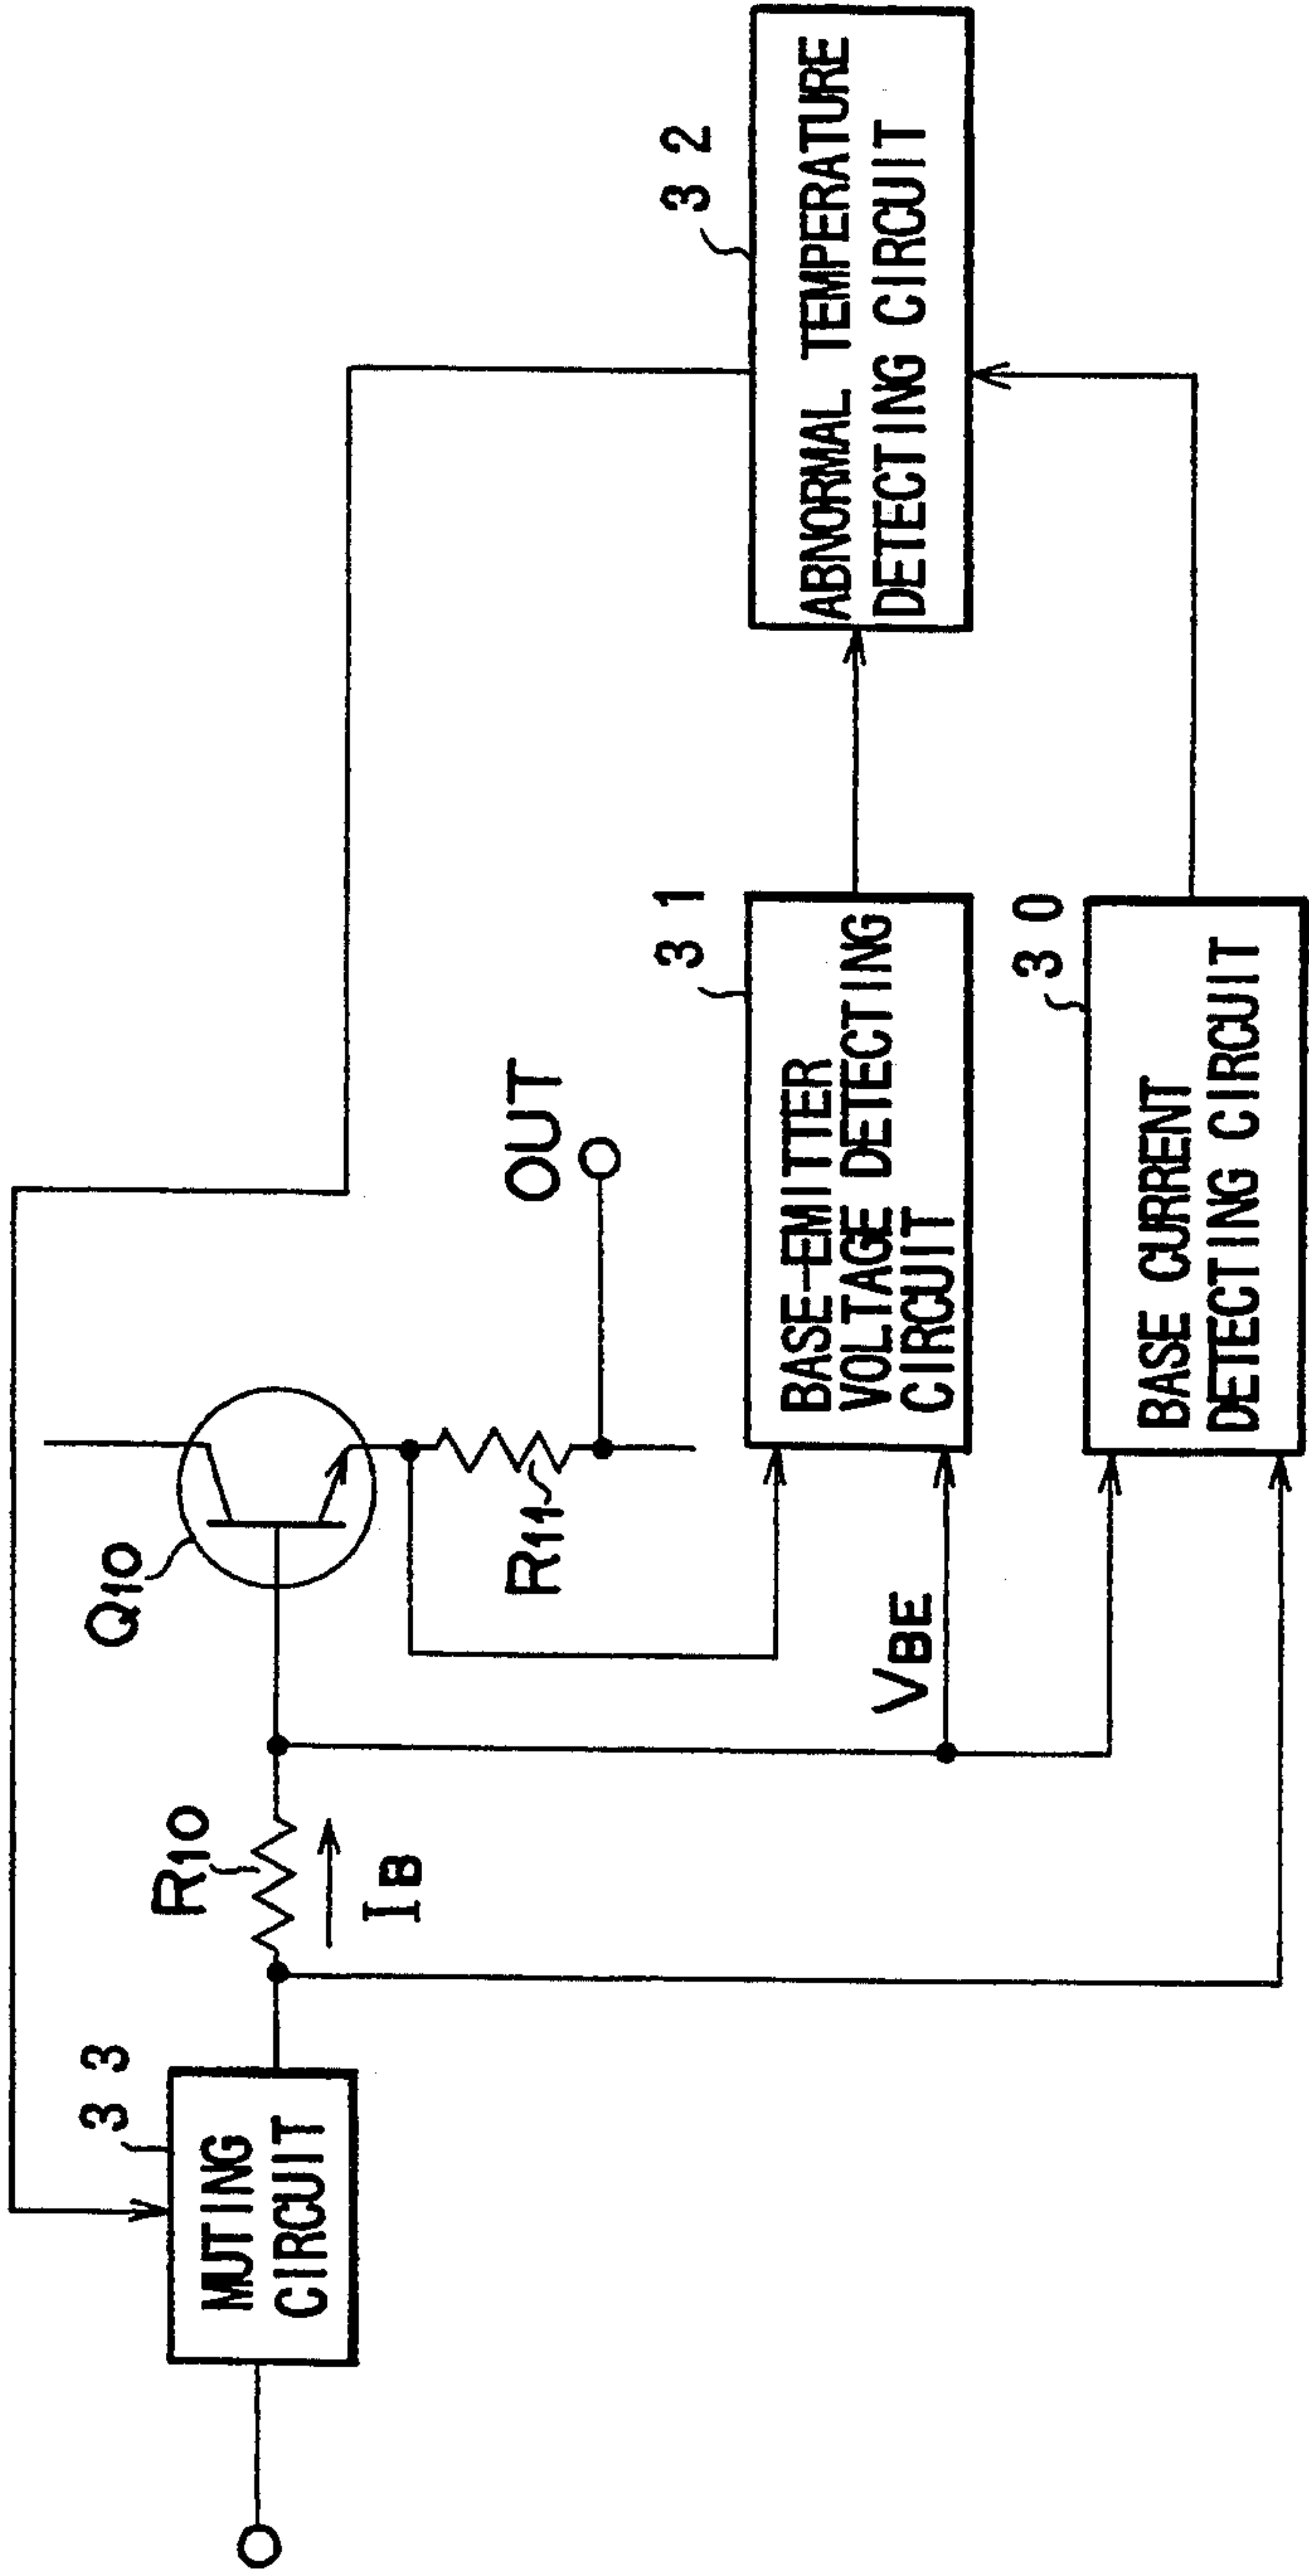 33
MUTING
CIRCUIT
R10
IB
Q10
R11
OUT
VBE
31
BASE-EMITTER
VOLTAGE DETECTING
CIRCUIT
30
BASE CURRENT
DETECTING CIRCUIT
32
ABNORMAL TEMPERATURE
DETECTING CIRCUIT